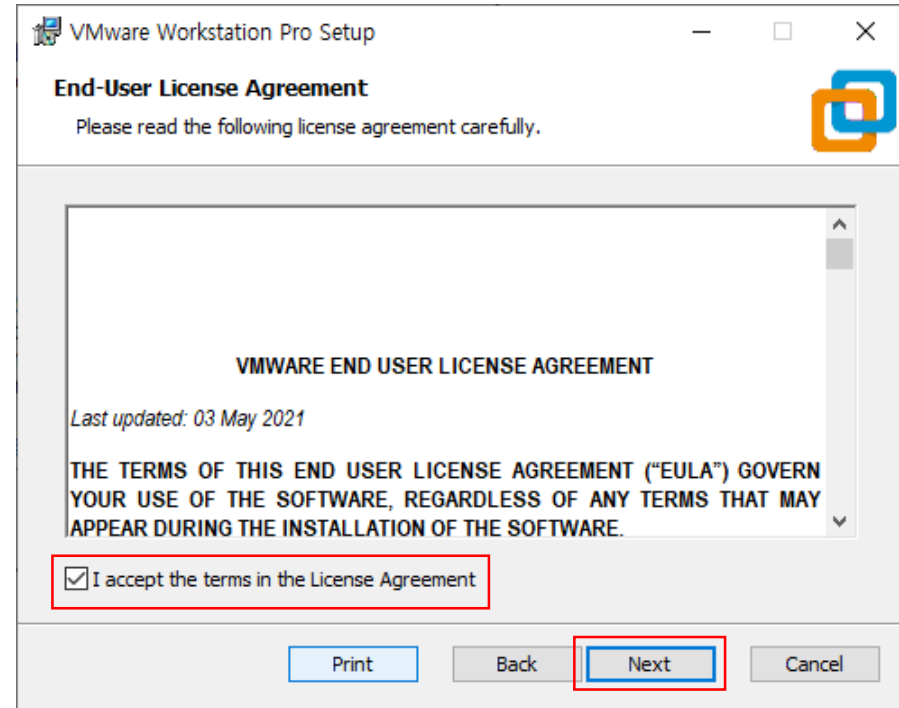 VMware Workstation Pro Setup
End-User License Agreement
Please read the following license agreement carefully.
VMWARE END USER LICENSE AGREEMENT
Last updated: 03 May 2021
THE TERMS OF THIS END USER LICENSE AGREEMENT (“EULA”) GOVERN
YOUR USE OF THE SOFTWARE, REGARDLESS OF ANY TERMS THAT MAY
APPEAR DURING THE INSTALLATION OF THE SOFTWARE.
I accept the terms in the License Agreement
Print Back Next Cancel